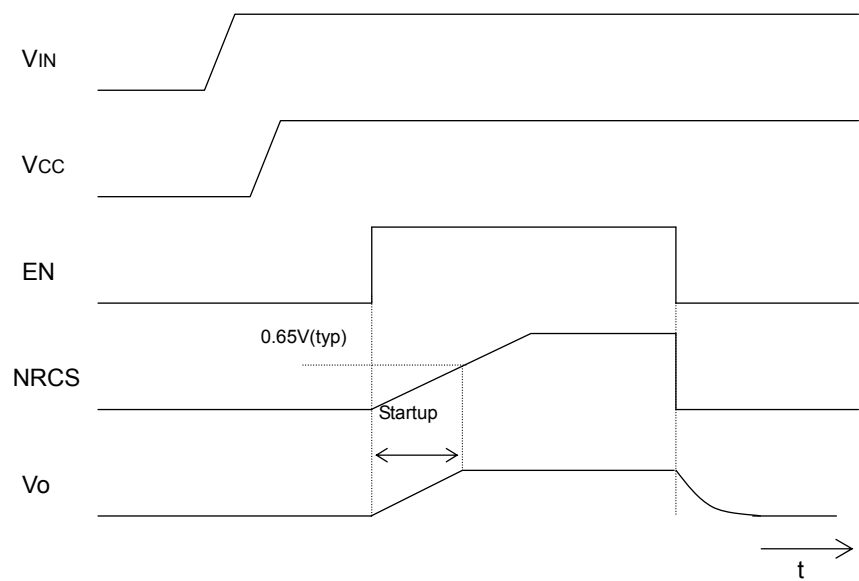 VIN
VCC
EN
0.65V(typ)
NRCS
Startup
Vo
t